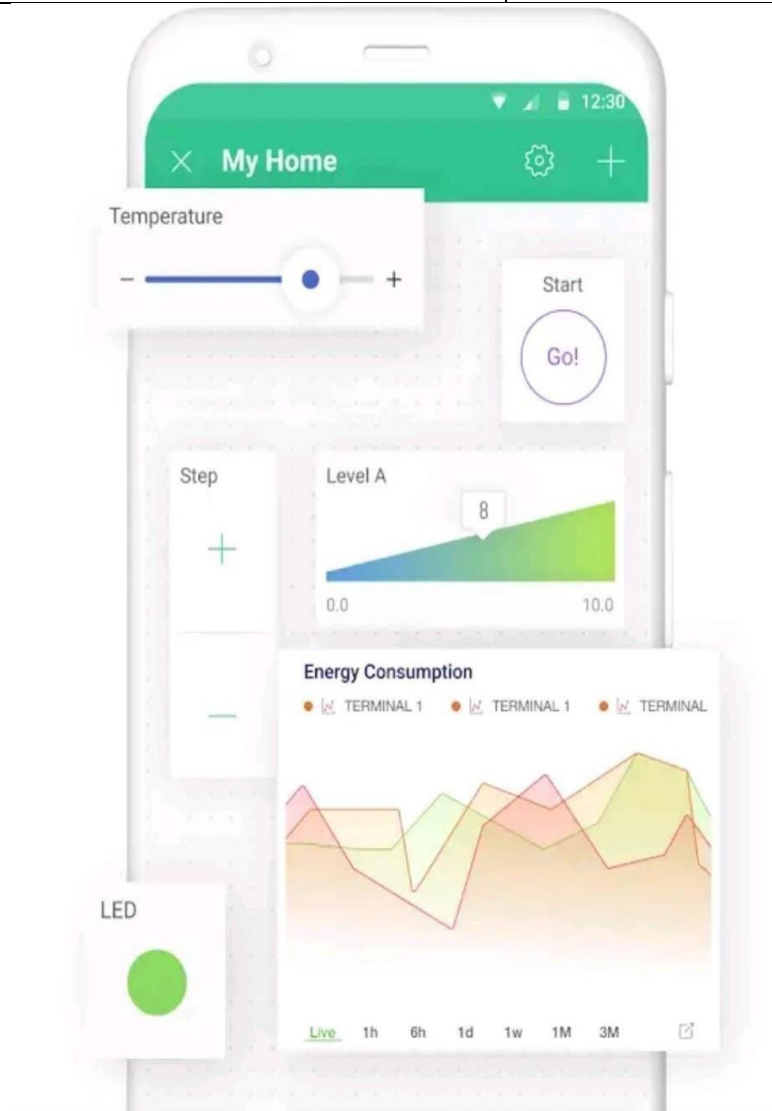 12:30
My Home
Temperature
− +
Start
Go!
Step
+
−
Level A
8
0.0 10.0
Energy Consumption
TERMINAL 1 TERMINAL 1 TERMINAL
LED
Live 1h 6h 1d 1w 1M 3M